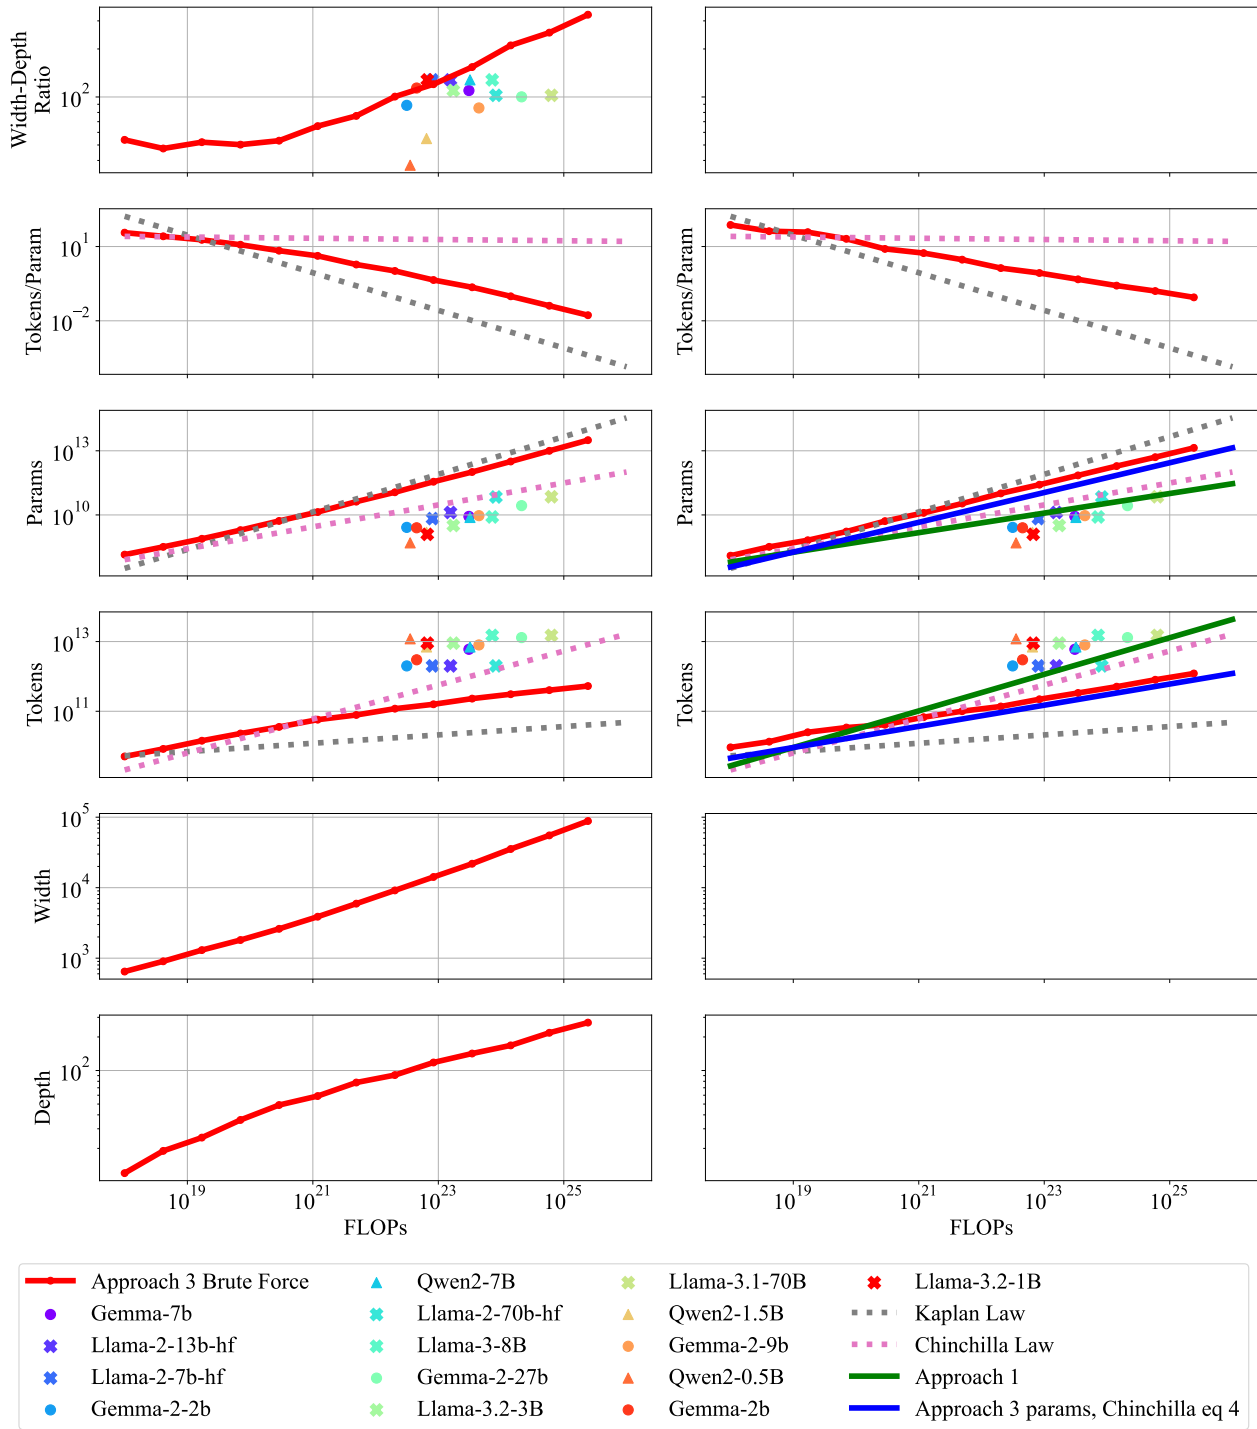 Width-Depth
Ratio
10^2
Tokens/Param
10^1
10^-2
Tokens/Param
Params
10^13
10^10
Params
Tokens
10^13
10^11
Tokens
Width
10^5
10^4
10^3
Depth
10^2
10^19 10^21 10^23 10^25
FLOPs
10^19 10^21 10^23 10^25
FLOPs
Approach 3 Brute Force
Gemma-7b
Llama-2-13b-hf
Llama-2-7b-hf
Gemma-2-2b
Qwen2-7B
Llama-2-70b-hf
Llama-3-8B
Gemma-2-27b
Llama-3.2-3B
Llama-3.1-70B
Qwen2-1.5B
Gemma-2-9b
Qwen2-0.5B
Gemma-2b
Llama-3.2-1B
Kaplan Law
Chinchilla Law
Approach 1
Approach 3 params, Chinchilla eq 4